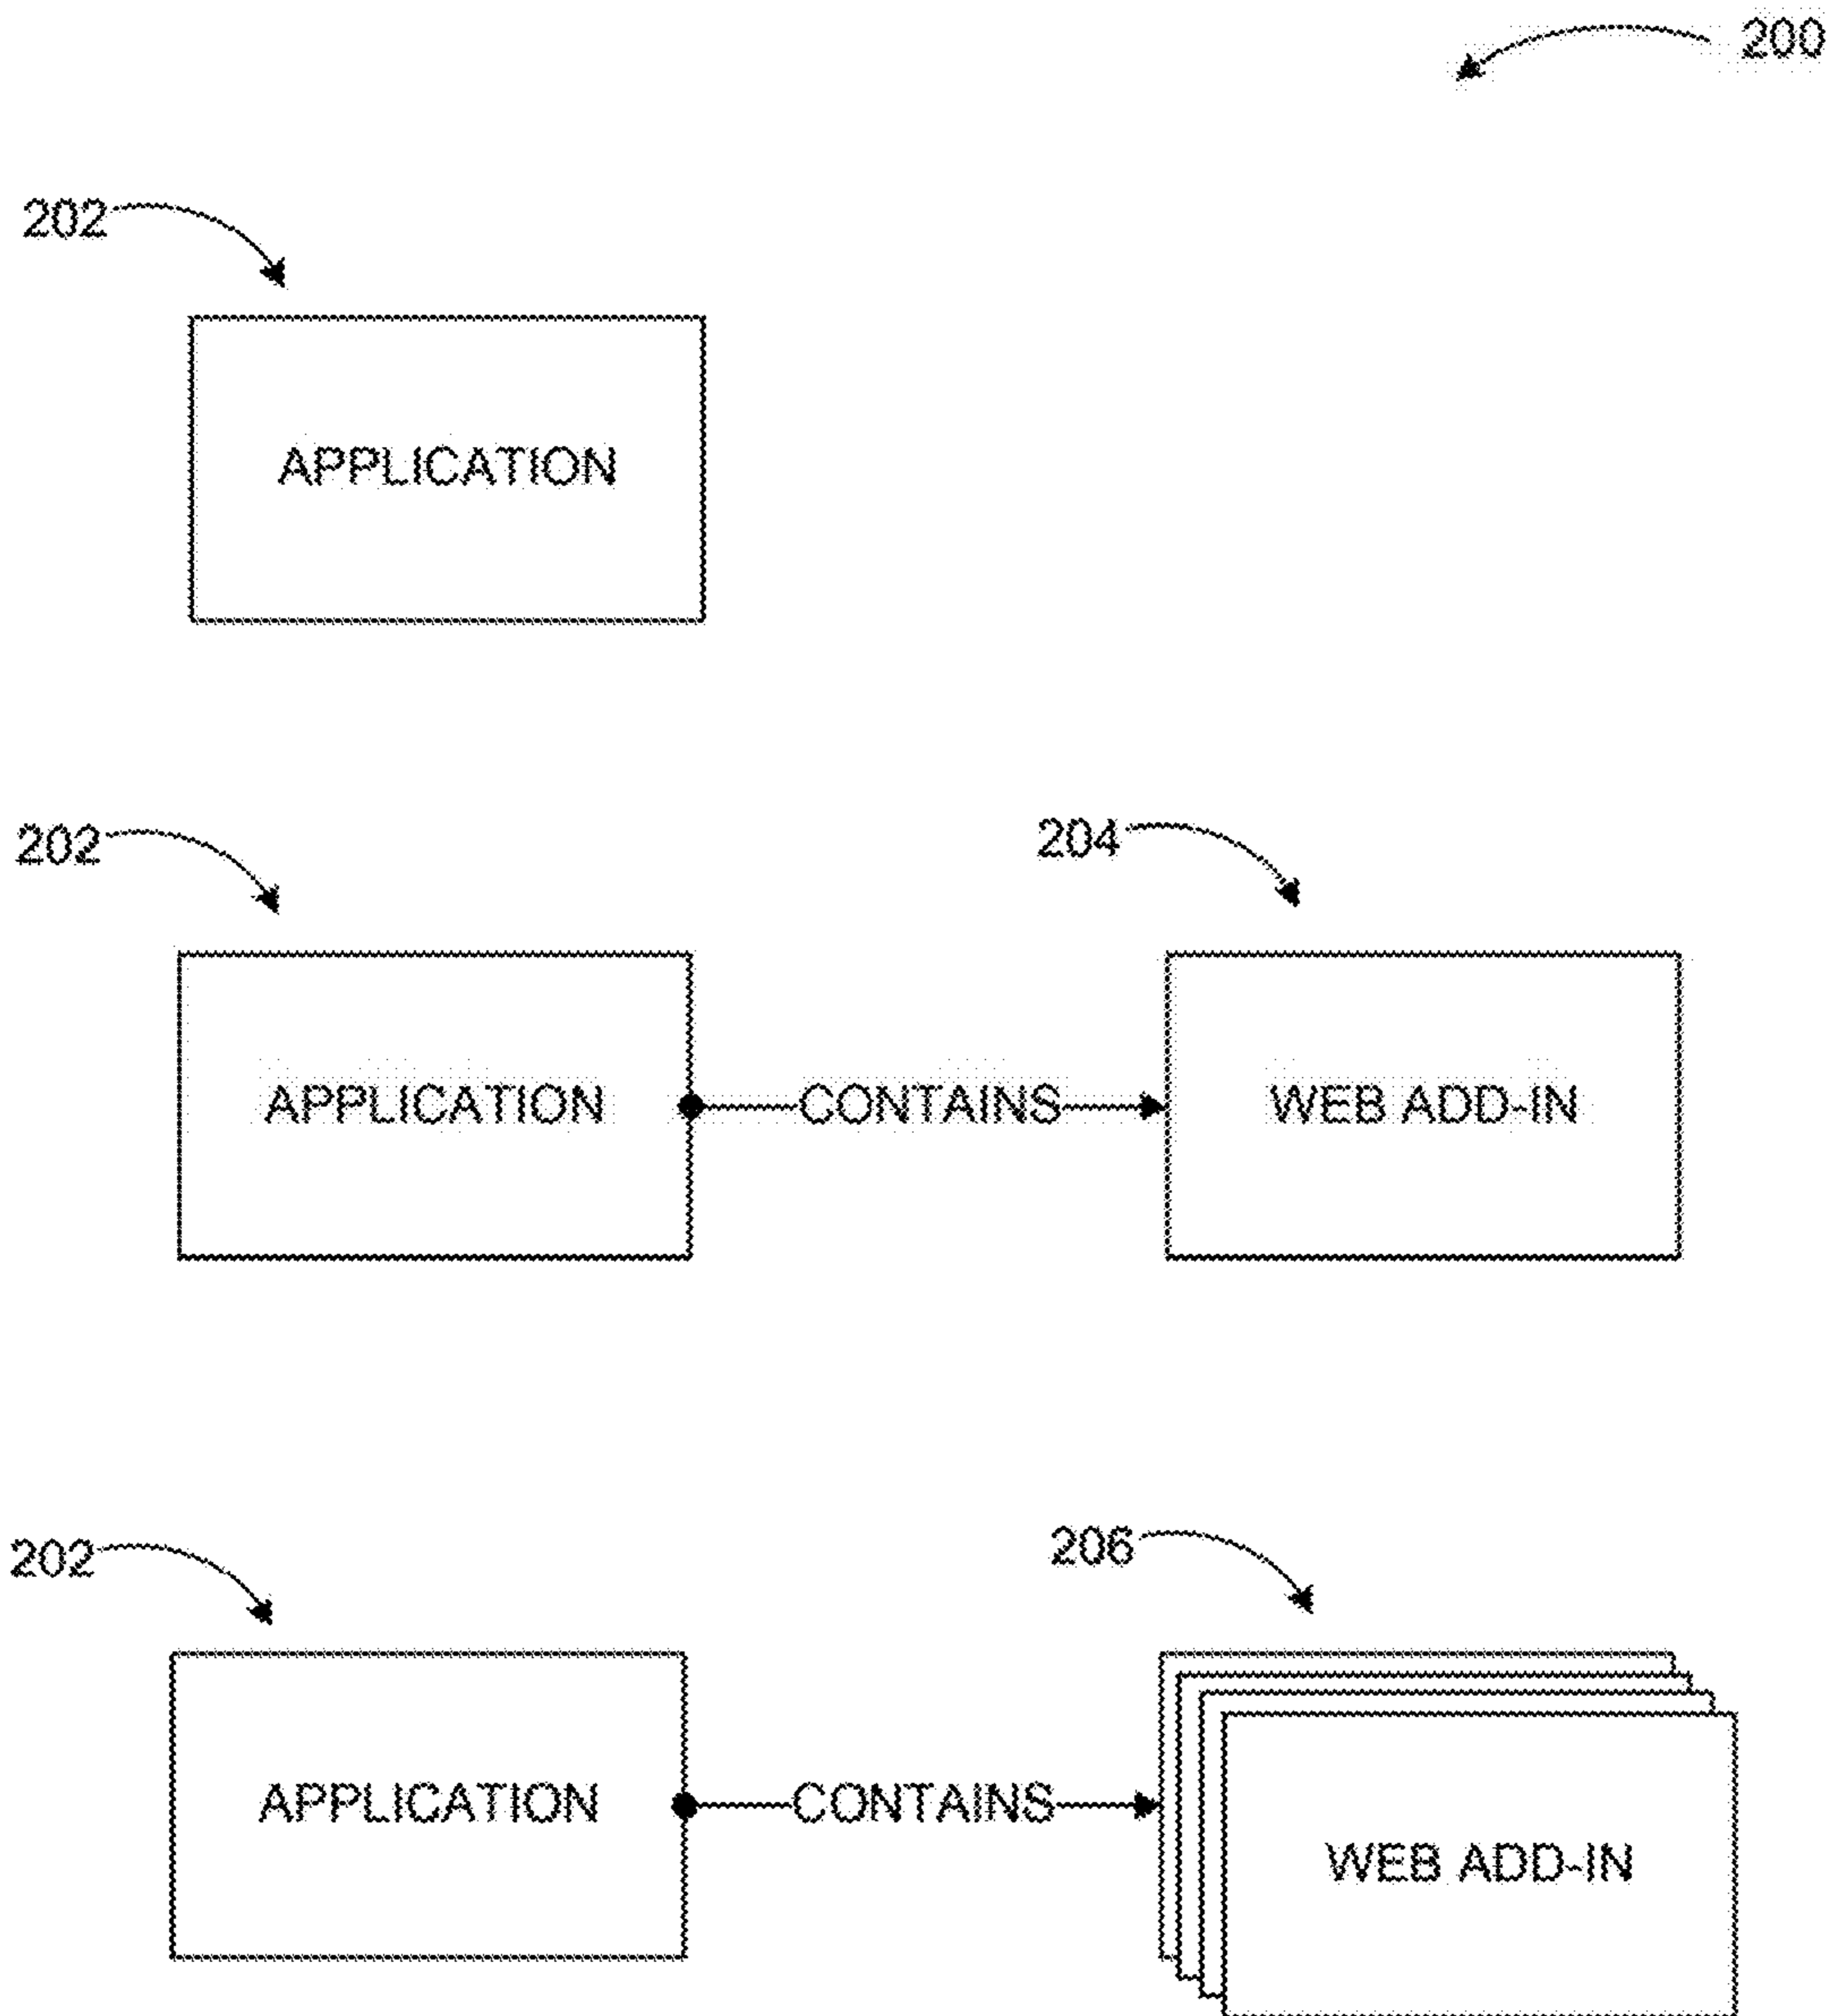 200
202
APPLICATION
202
204
APPLICATION
CONTAINS
WEB ADD-IN
202
206
APPLICATION
CONTAINS
WEB ADD-IN